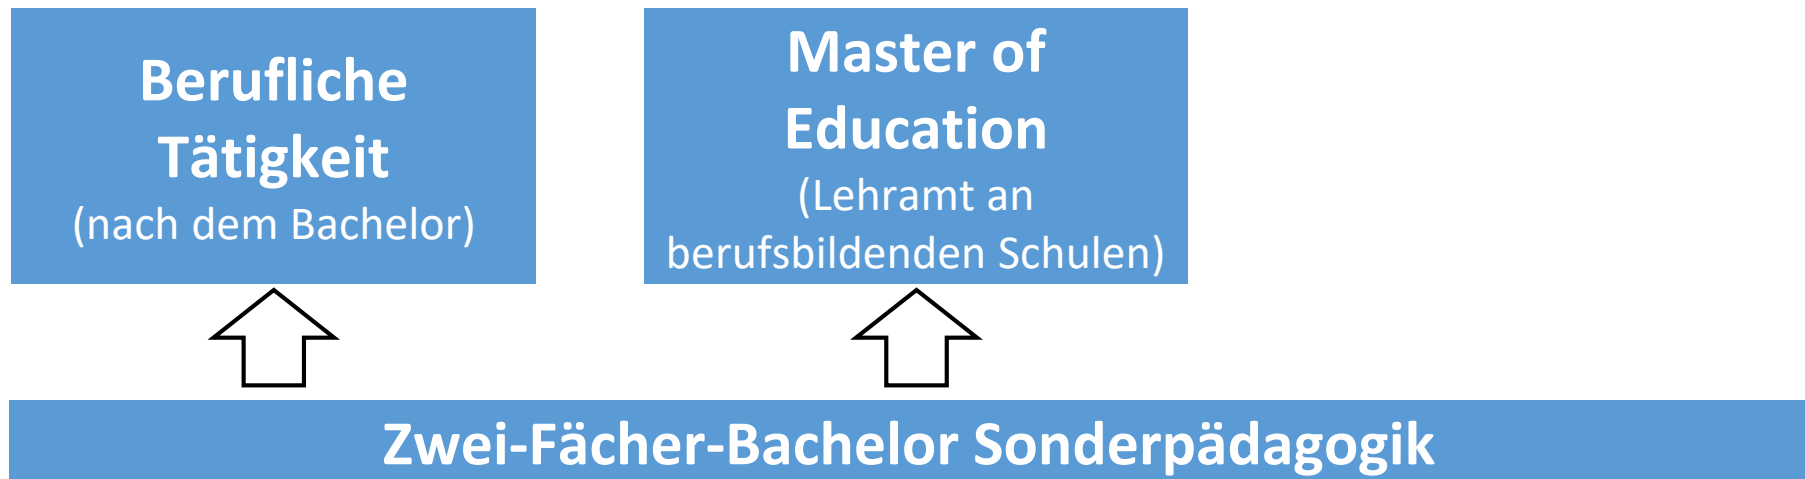 Berufliche
Tätigkeit
(nach dem Bachelor)
Master of
Education
(Lehramt an
berufsbildenden Schulen)
Zwei-Fächer-Bachelor Sonderpädagogik